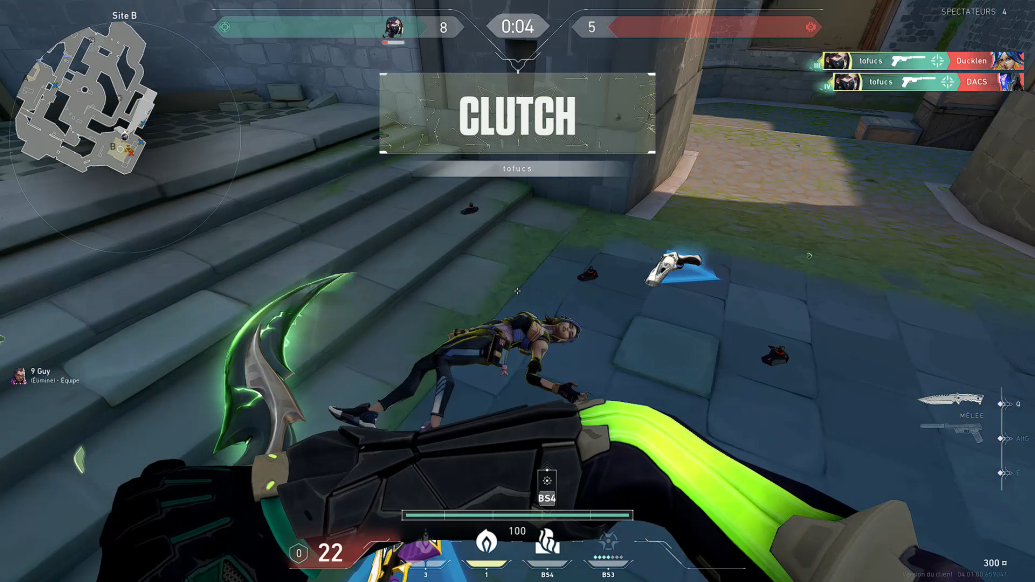 Site B
8
0:04
5
SPECTATEURS 4
tofucs Ducklen
tofucs DACS
CLUTCH
tofucs
B
9 Guy
(Éliminé) - Équipe
MÊLÉE
BS4
100
0 22
3
1
BS4
BS3
300